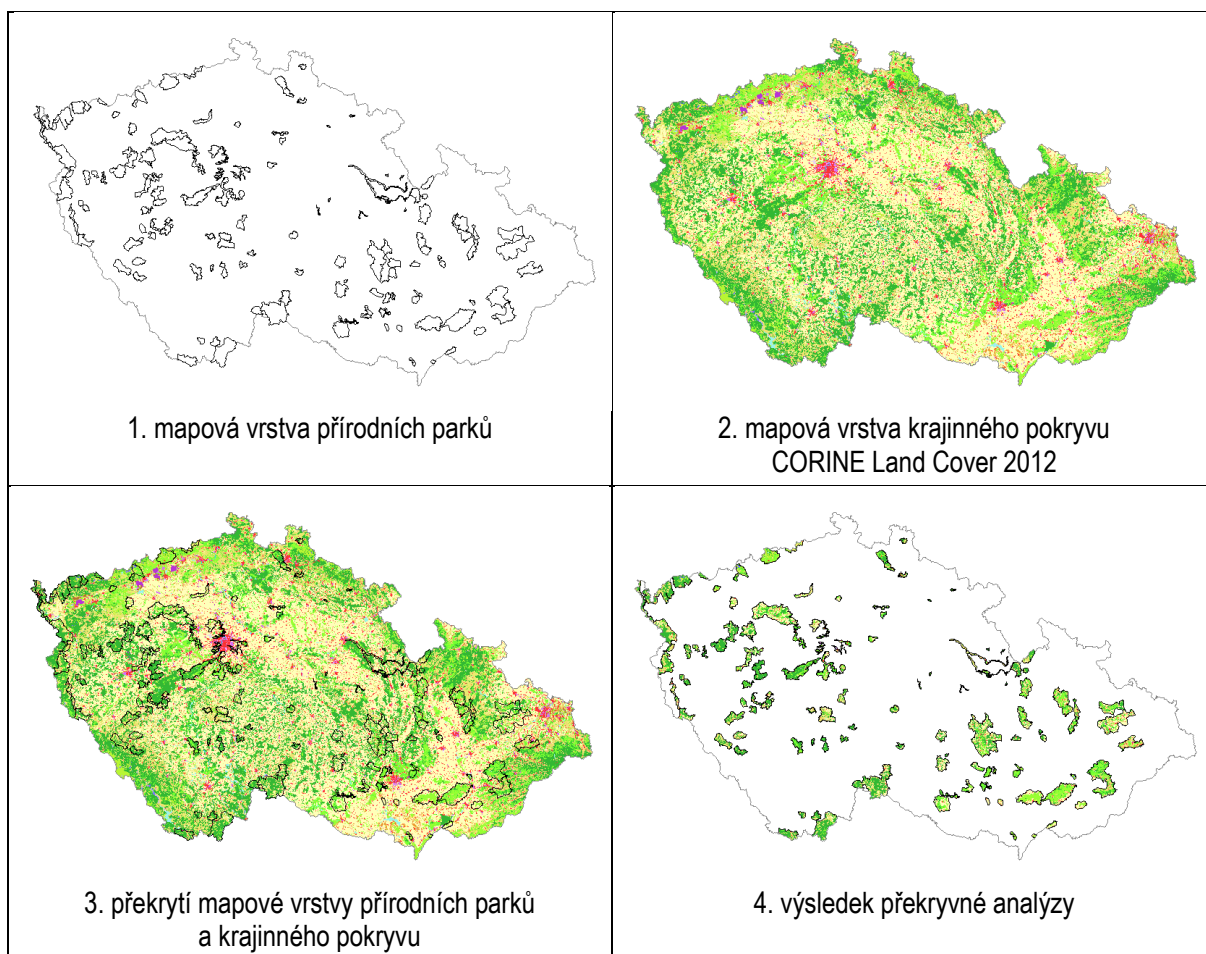 1. mapová vrstva přírodních parků
2. mapová vrstva krajinného pokryvu
CORINE Land Cover 2012
3. překrytí mapové vrstvy přírodních parků
a krajinného pokryvu
4. výsledek překryvné analýzy